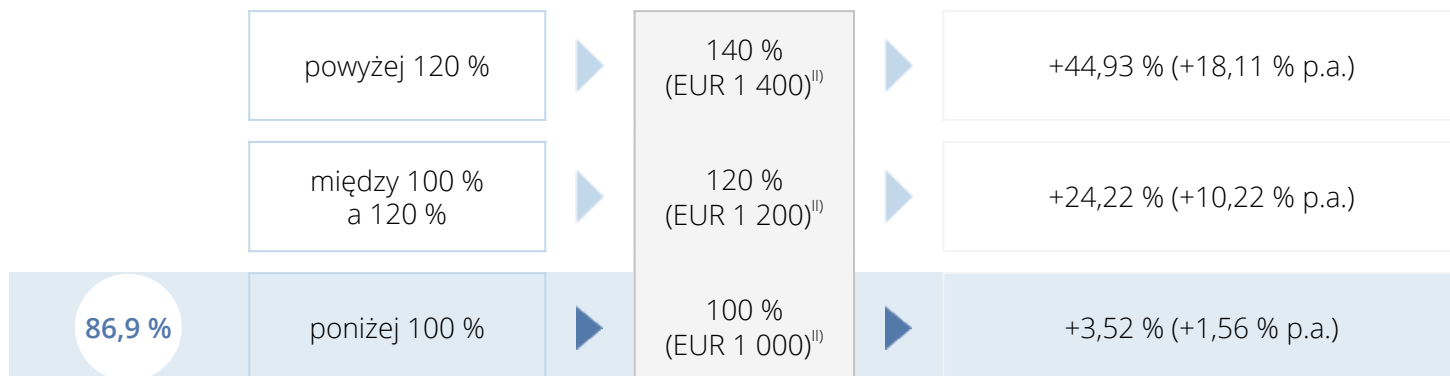 powyżej 120 %
140 %
(EUR 1 400)II)
+44,93 % (+18,11 % p.a.)
między 100 %
a 120 %
120 %
(EUR 1 200)II)
+24,22 % (+10,22 % p.a.)
86,9 %
poniżej 100 %
100 %
(EUR 1 000)II)
+3,52 % (+1,56 % p.a.)